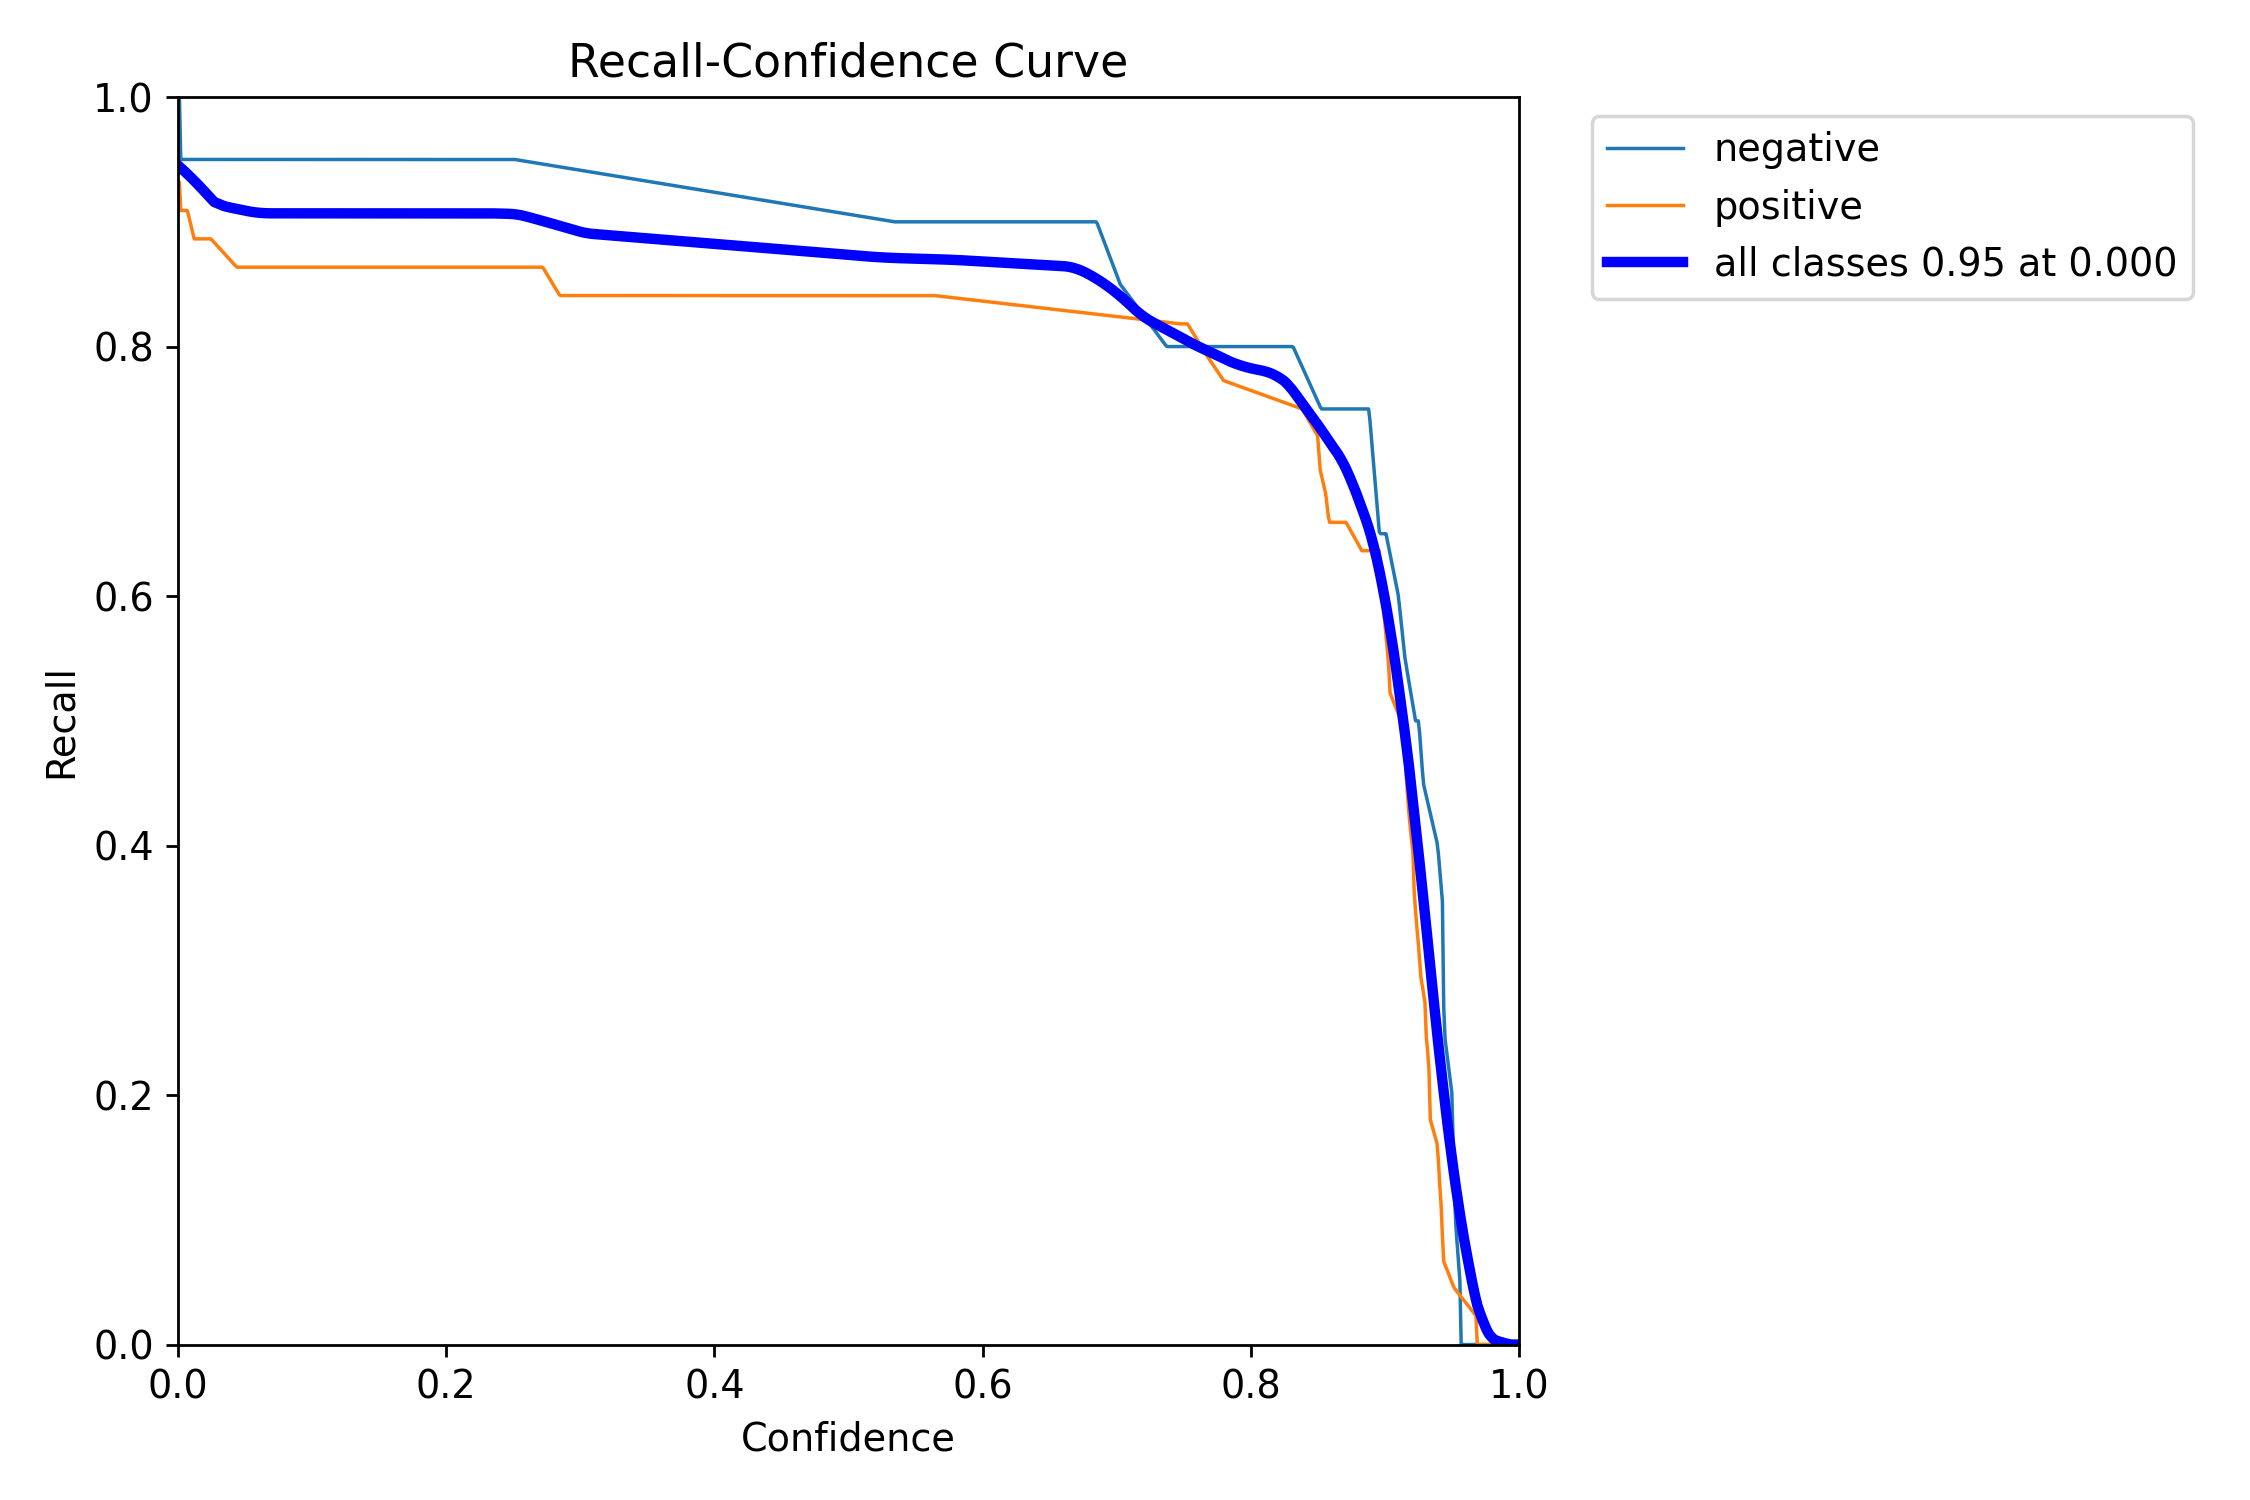 Recall-Confidence Curve
1.0
0.8
0.6
0.4
0.2
0.0
Recall
0.0 0.2 0.4 0.6 0.8 1.0
Confidence
negative
positive
all classes 0.95 at 0.000